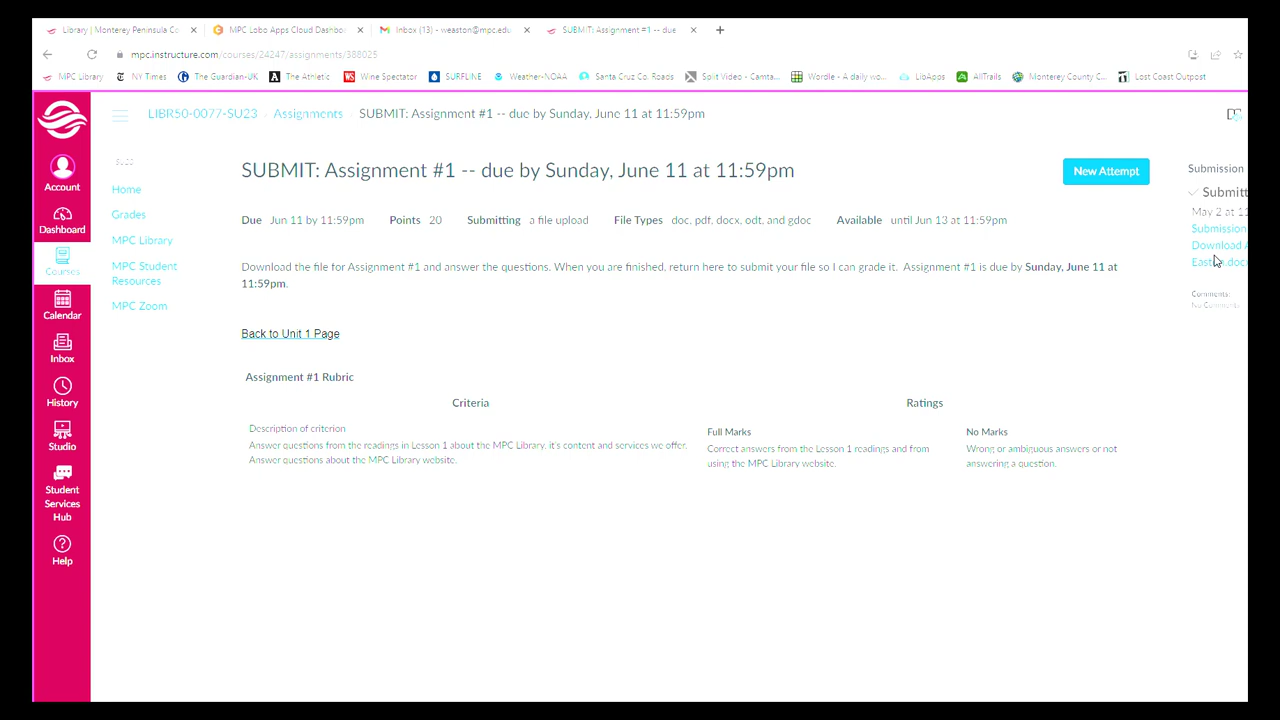 Library | Monterey Peninsula Co
MPC Lobo Apps Cloud Dashbo
Inbox (13) - weaston@mpc.edu
SUBMIT: Assignment #1 -- due
mpc.instructure.com/courses/24247/assignments/388025
MPC Library
NY Times
The Guardian-UK
The Athletic
Wine Spectator
SURFLINE
Weather-NOAA
Santa Cruz Co. Roads
Split Video - Camta...
Wordle - A daily wo...
LibApps
AllTrails
Monterey County C...
Lost Coast Outpost
LIBR50-0077-SU23 / Assignments / SUBMIT: Assignment #1 -- due by Sunday, June 11 at 11:59pm
Account
Dashboard
Courses
Calendar
Inbox
History
Studio
Student
Services
Hub
Help
SU23
Home
Grades
MPC Library
MPC Student
Resources
MPC Zoom
SUBMIT: Assignment #1 -- due by Sunday, June 11 at 11:59pm
New Attempt
Due Jun 11 by 11:59pm Points 20 Submitting a file upload File Types doc, pdf, docx, odt, and gdoc Available until Jun 13 at 11:59pm
Download the file for Assignment #1 and answer the questions. When you are finished, return here to submit your file so I can grade it. Assignment #1 is due by Sunday, June 11 at
11:59pm.
Back to Unit 1 Page
Assignment #1 Rubric
Criteria
Ratings
Description of criterion
Answer questions from the readings in Lesson 1 about the MPC Library, it's content and services we offer.
Answer questions about the MPC Library website.
Full Marks
Correct answers from the Lesson 1 readings and from
using the MPC Library website.
No Marks
Wrong or ambiguous answers or not
answering a question.
Submission
Submitt
May 2 at 11
Submission
Download A
Comments:
No Comments